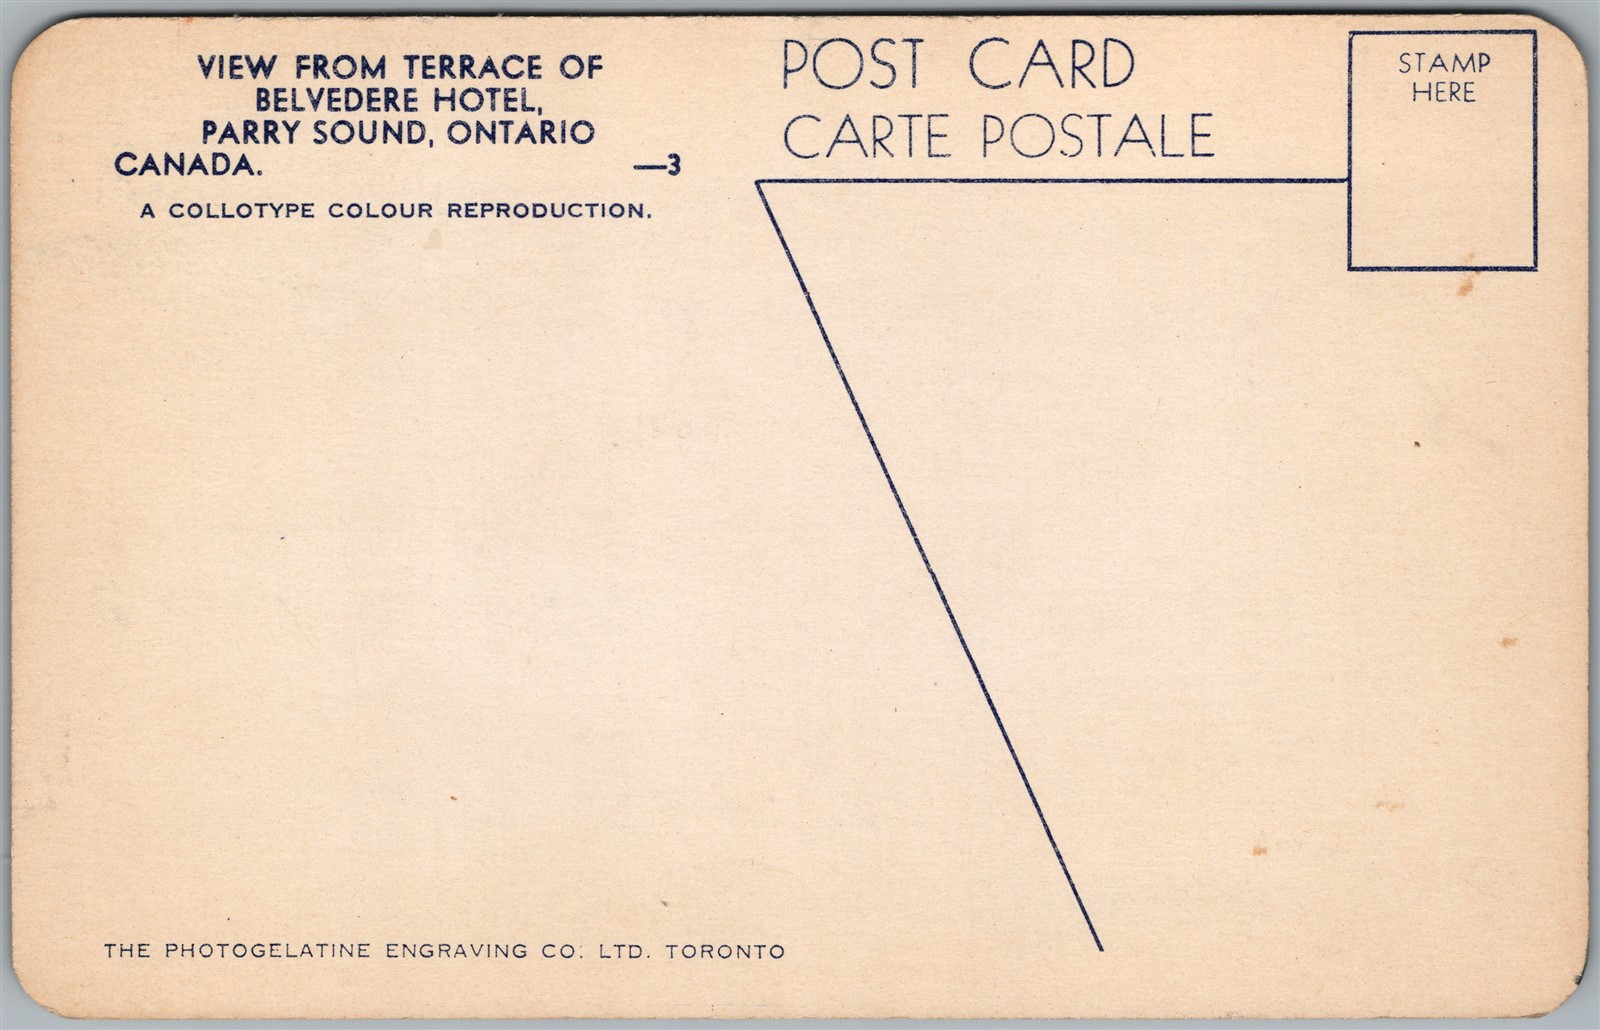 VIEW FROM TERRACE OF
BELVEDERE HOTEL,
PARRY SOUND, ONTARIO
CANADA. —3
A COLLOTYPE COLOUR REPRODUCTION.
POST CARD
CARTE POSTALE
STAMP
HERE
THE PHOTOGELATINE ENGRAVING CO. LTD. TORONTO